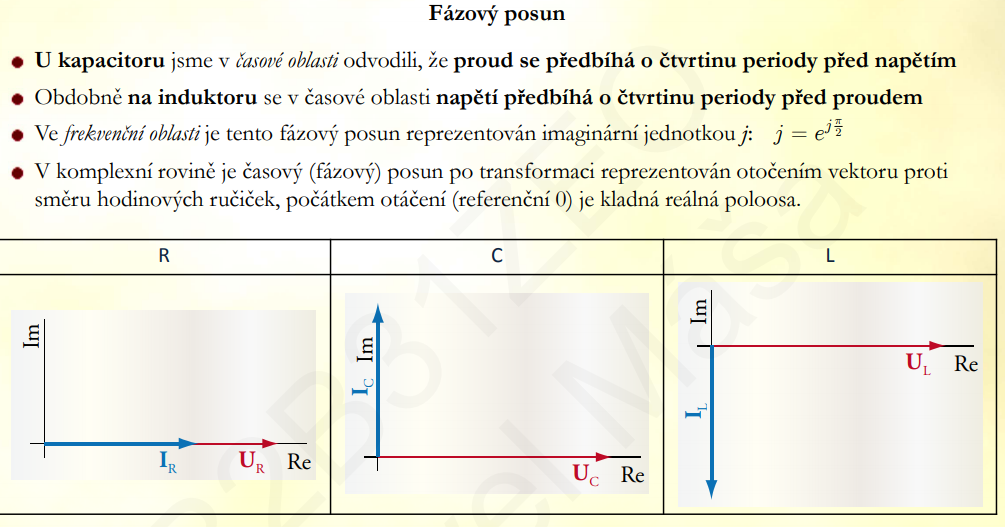 Fázový posun
U kapacitoru jsme v časové oblasti odvodili, že proud se předbíhá o čtvrtinu periody před napětím
Obdobně na induktoru se v časové oblasti napětí předbíhá o čtvrtinu periody před proudem
Ve frekvenční oblasti je tento fázový posun reprezentován imaginární jednotkou j: j = e^{j\frac{π}{2}}
V komplexní rovině je časový (fázový) posun po transformaci reprezentován otočením vektoru proti
směru hodinových ručiček, počátkem otáčení (referenční 0) je kladná reálná poloosa.
R C L
Im
I_R U_R Re
Im
I_C
U_C Re
Im
U_L Re
I_L